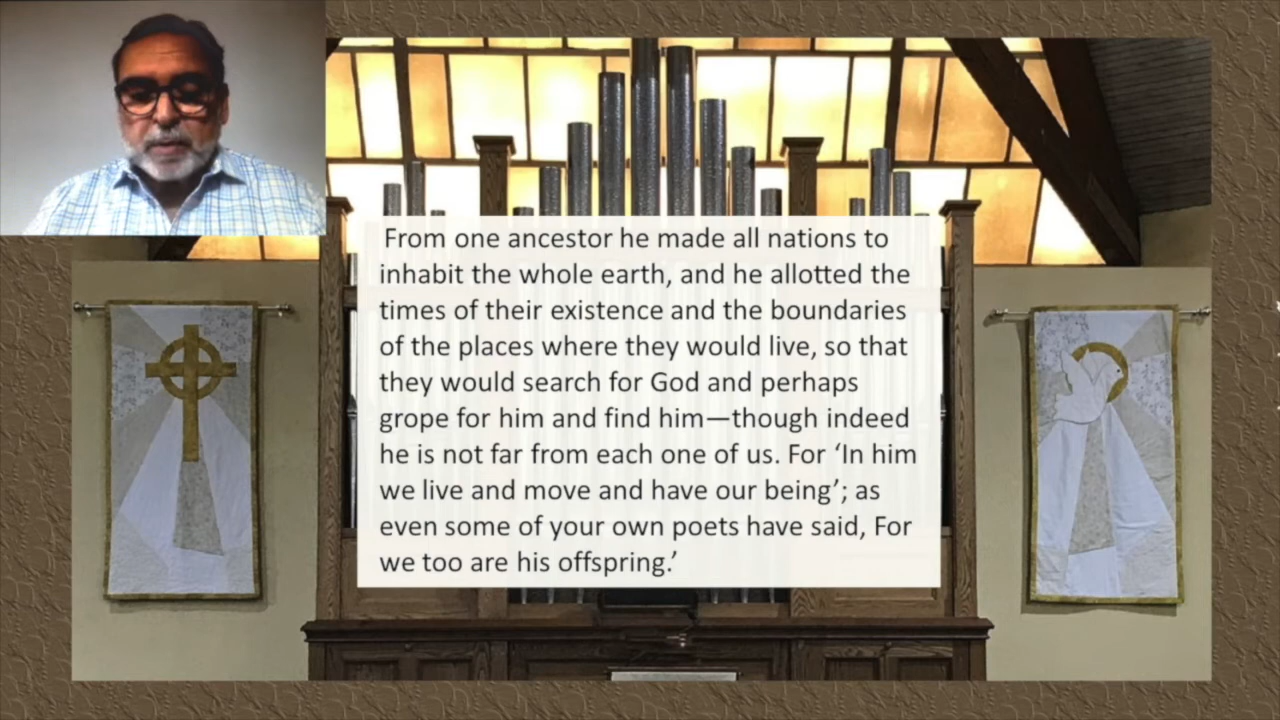 From one ancestor he made all nations to
inhabit the whole earth, and he allotted the
times of their existence and the boundaries
of the places where they would live, so that
they would search for God and perhaps
grope for him and find him—though indeed
he is not far from each one of us. For ‘In him
we live and move and have our being’; as
even some of your own poets have said, For
we too are his offspring.’